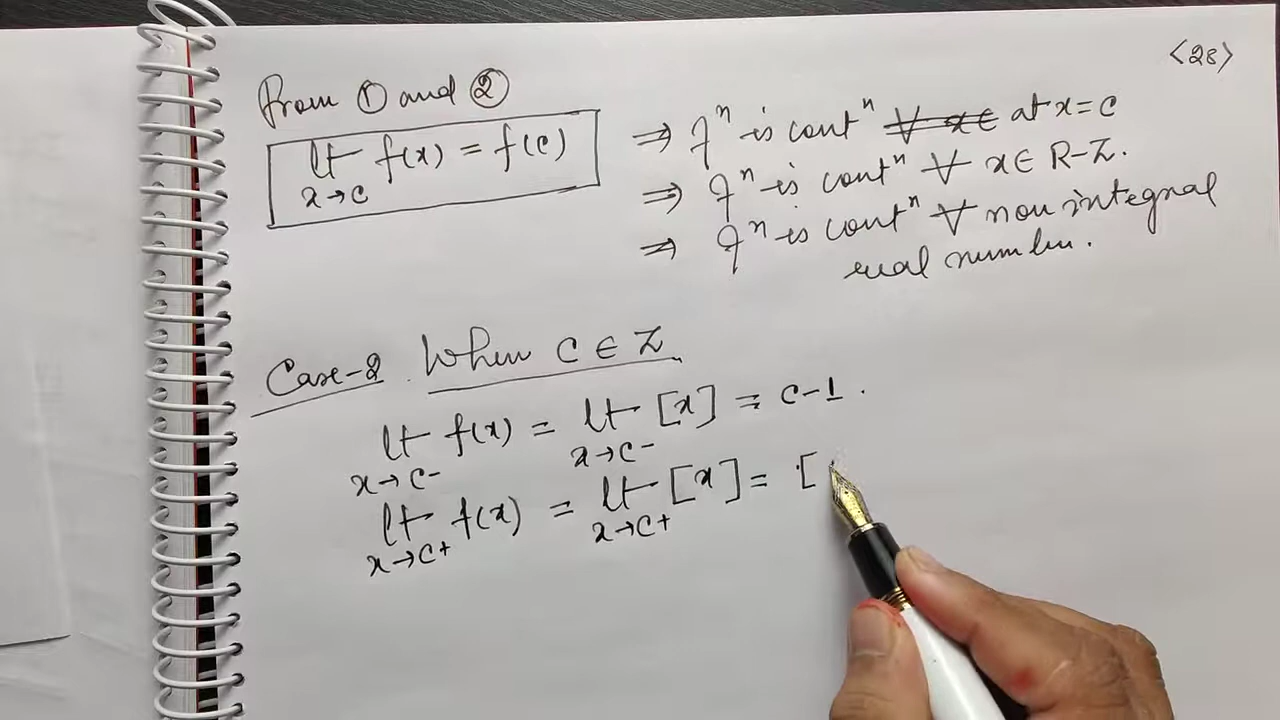 <28>
From ① and ②
lt f(x) = f(c)
x→c
⇒ fⁿ is contⁿ ∀ x∈ at x=c
⇒ fⁿ is contⁿ ∀ x∈ R-Z.
⇒ fⁿ is contⁿ ∀ non integral
real number.
Case-2. When C ∈ Z
lt f(x) = lt [x] = c-1.
x→c- x→c-
lt f(x) = lt [x] = [
x→c+ x→c+